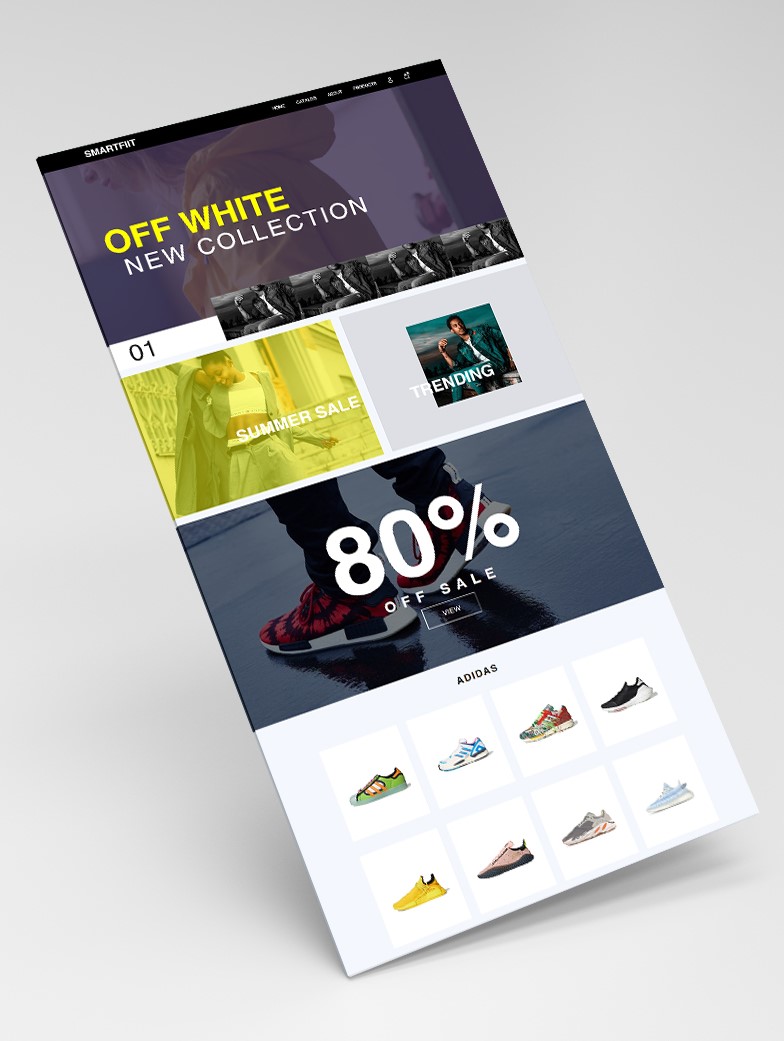 SMARTFIIT
HOME CATALOG ABOUT PRODUCTS
OFF WHITE
NEW COLLECTION
01
SUMMER SALE
TRENDING
80%
OFF SALE
VIEW
ADIDAS